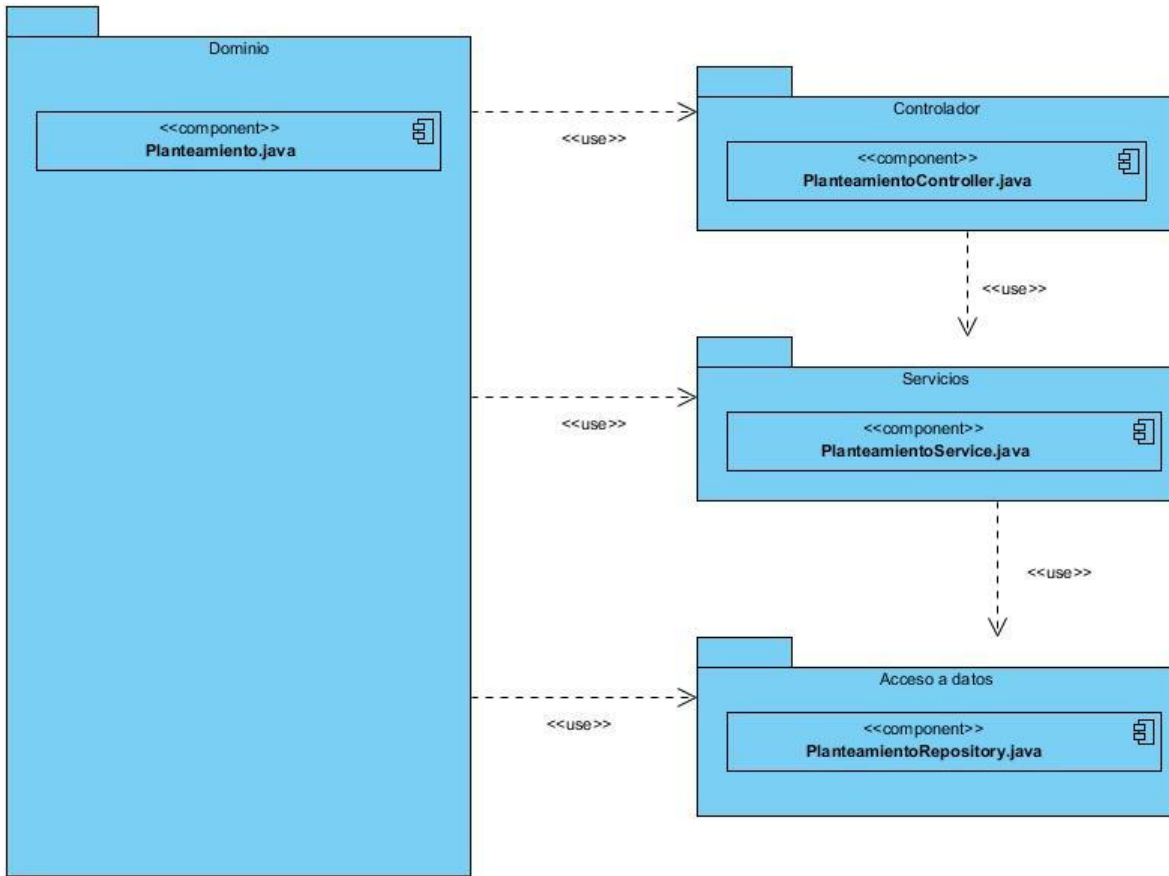 Dominio
<<component>>
Planteamiento.java
<<use>>
Controlador
<<component>>
PlanteamientoController.java
<<use>>
<<use>>
Servicios
<<component>>
PlanteamientoService.java
<<use>>
<<use>>
Acceso a datos
<<component>>
PlanteamientoRepository.java